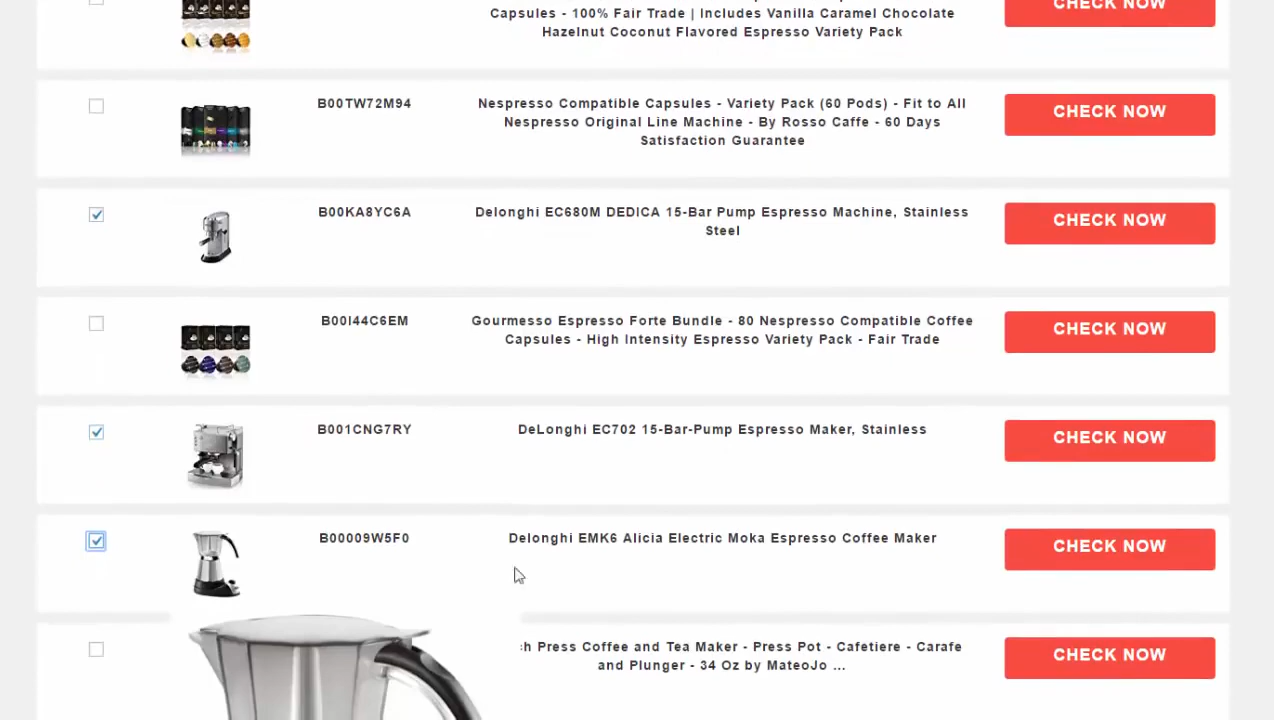 CHECK NOW
Capsules - 100% Fair Trade | Includes Vanilla Caramel Chocolate
Hazelnut Coconut Flavored Espresso Variety Pack
B00TW72M94
Nespresso Compatible Capsules - Variety Pack (60 Pods) - Fit to All
Nespresso Original Line Machine - By Rosso Caffe - 60 Days
Satisfaction Guarantee
CHECK NOW
B00KA8YC6A
Delonghi EC680M DEDICA 15-Bar Pump Espresso Machine, Stainless
Steel
CHECK NOW
B00I44C6EM
Gourmesso Espresso Forte Bundle - 80 Nespresso Compatible Coffee
Capsules - High Intensity Espresso Variety Pack - Fair Trade
CHECK NOW
B001CNG7RY
DeLonghi EC702 15-Bar-Pump Espresso Maker, Stainless
CHECK NOW
B00009W5F0
Delonghi EMK6 Alicia Electric Moka Espresso Coffee Maker
CHECK NOW
Press Coffee and Tea Maker - Press Pot - Cafetiere - Carafe
and Plunger - 34 Oz by MateoJo ...
CHECK NOW